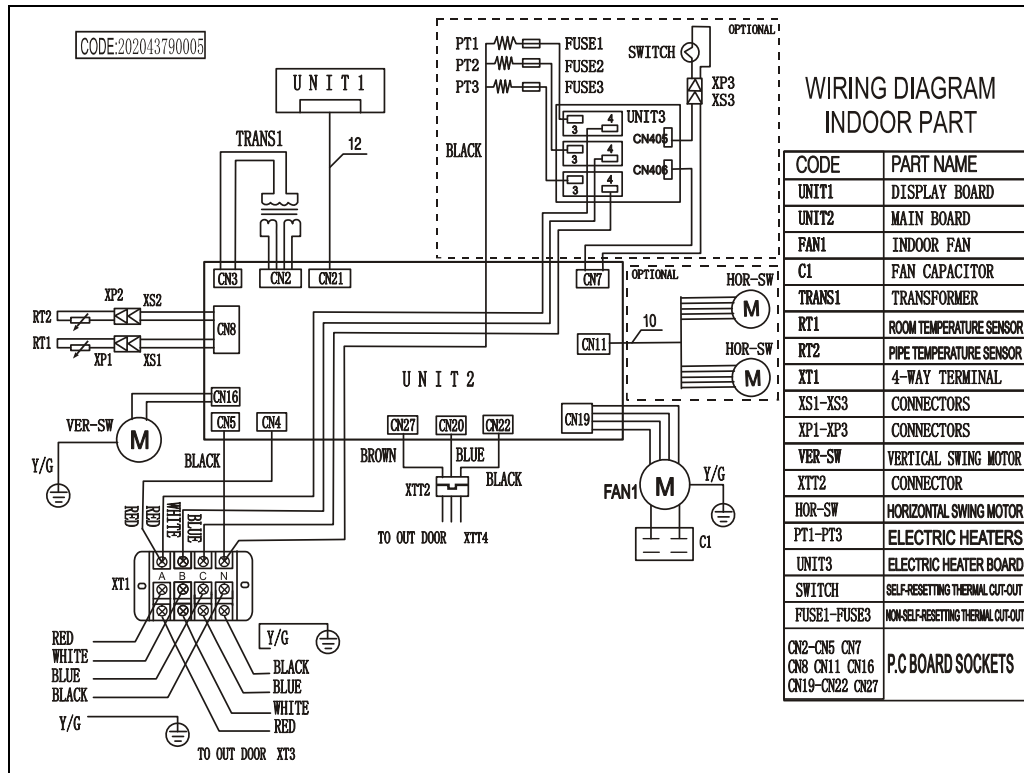 CODE:202043790005
UNIT1
TRANS1
12
OPTIONAL
PT1 FUSE1
PT2 FUSE2
PT3 FUSE3
SWITCH
XP3
XS3
BLACK
UNIT3
3 4
3 4
3 4
CN405
CN406
CN3 CN2 CN21 CN7
OPTIONAL
HOR-SW
M
10
HOR-SW
M
XP2 XS2
RT2
RT1
XP1 XS1
CN8
CN11
UNIT2
CN16
CN5 CN4
CN27 CN20 CN22
CN19
VER-SW
M
Y/G
BLACK
BROWN BLUE
BLACK
XTT2
TO OUT DOOR XTT4
FAN1
M
Y/G
C1
RED
RED
WHITE
BLUE
XT1
A B C N
RED
WHITE
BLUE
BLACK
Y/G
Y/G
BLACK
BLUE
WHITE
RED
TO OUT DOOR XT3
WIRING DIAGRAM
INDOOR PART
CODE PART NAME
UNIT1 DISPLAY BOARD
UNIT2 MAIN BOARD
FAN1 INDOOR FAN
C1 FAN CAPACITOR
TRANS1 TRANSFORMER
RT1 ROOM TEMPERATURE SENSOR
RT2 PIPE TEMPERATURE SENSOR
XT1 4-WAY TERMINAL
XS1-XS3 CONNECTORS
XP1-XP3 CONNECTORS
VER-SW VERTICAL SWING MOTOR
XTT2 CONNECTOR
HOR-SW HORIZONTAL SWING MOTOR
PT1-PT3 ELECTRIC HEATERS
UNIT3 ELECTRIC HEATER BOARD
SWITCH SELF-RESETTING THERMAL CUT-OUT
FUSE1-FUSE3 NON-SELF-RESETTING THERMAL CUT-OUT
CN2-CN5 CN7
CN8 CN11 CN16
CN19-CN22 CN27
P.C BOARD SOCKETS